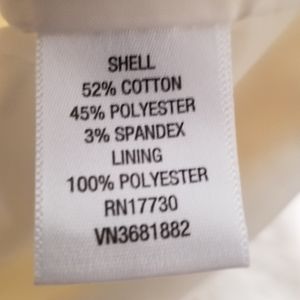 SHELL
52% COTTON
45% POLYESTER
3% SPANDEX
LINING
100% POLYESTER
RN17730
VN3681882